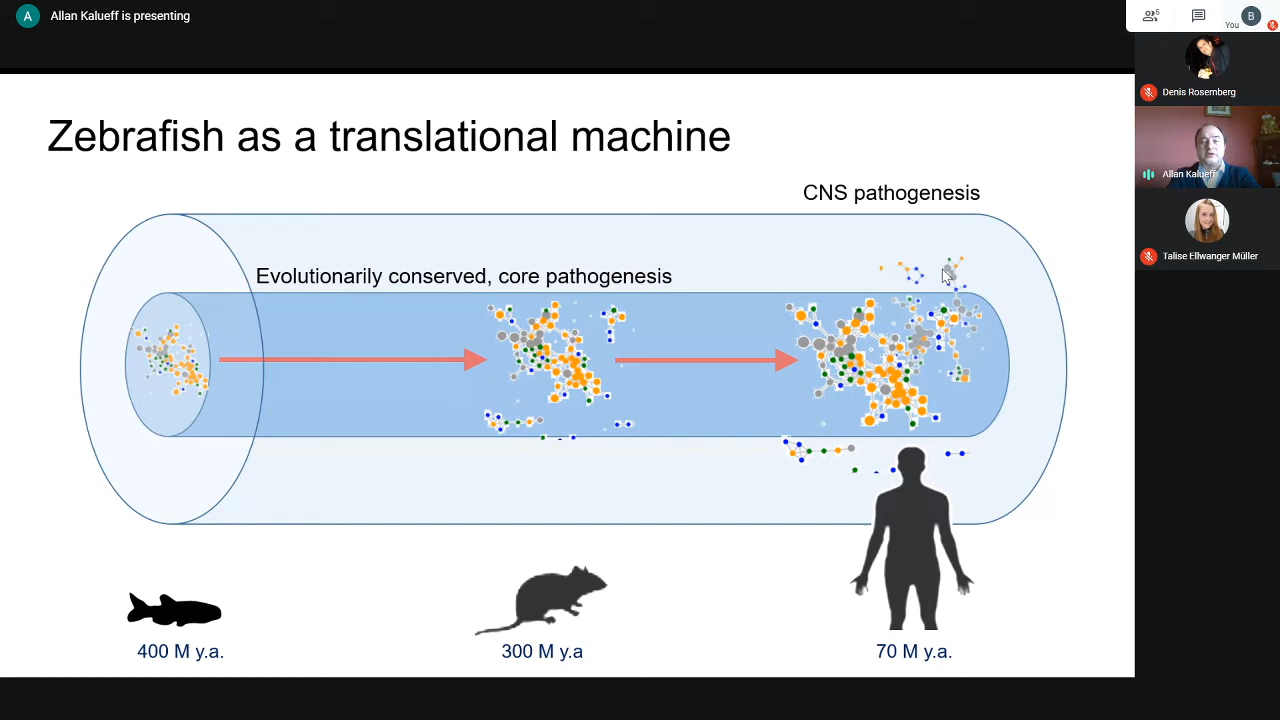 A
Allan Kalueff is presenting
5
B
You
Zebrafish as a translational machine
CNS pathogenesis
Evolutionarily conserved, core pathogenesis
400 M y.a.
300 M y.a
70 M y.a.
Denis Rosemberg
Allan Kalueff
Talise Ellwanger Müller